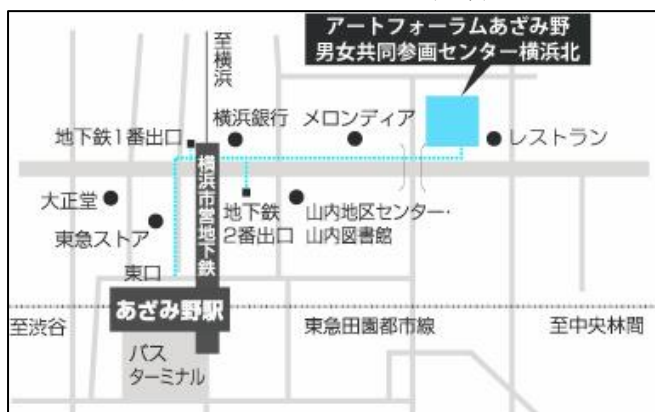 アートフォーラムあざみ野
男女共同参画センター横浜北
至横浜
横浜銀行
メロンディア
地下鉄1番出口
レストラン
横浜市営地下鉄
大正堂
地下鉄
2番出口
山内地区センター・
山内図書館
東急ストア
東口
あざみ野駅
至渋谷
東急田園都市線
至中央林間
バス
ターミナル